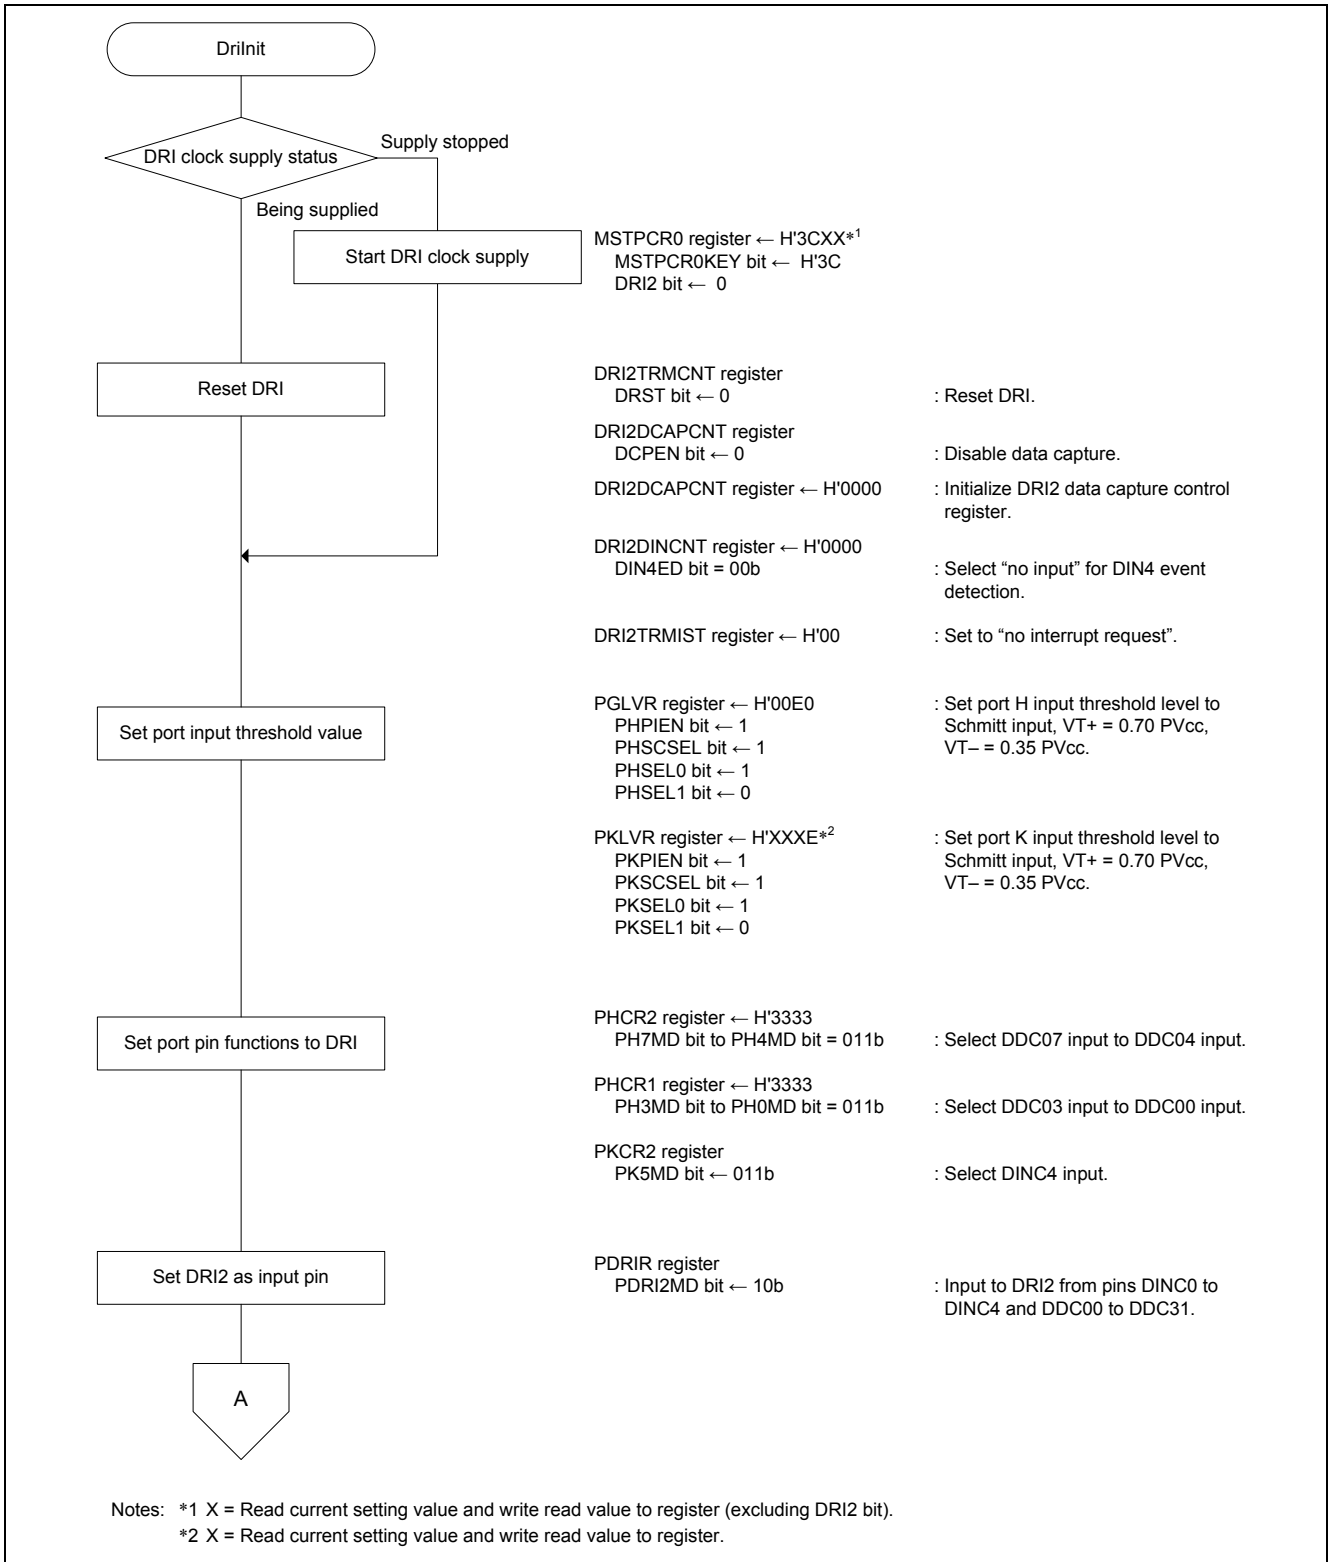 DriInit
DRI clock supply status
Supply stopped
Being supplied
Start DRI clock supply
MSTPCR0 register ← H'3CXX*1
MSTPCR0KEY bit ← H'3C
DRI2 bit ← 0
Reset DRI
DRI2TRMCNT register
DRST bit ← 0 : Reset DRI.
DRI2DCAPCNT register
DCPEN bit ← 0 : Disable data capture.
DRI2DCAPCNT register ← H'0000 : Initialize DRI2 data capture control
register.
DRI2DINCNT register ← H'0000
DIN4ED bit = 00b : Select “no input” for DIN4 event
detection.
DRI2TRMIST register ← H'00 : Set to “no interrupt request”.
Set port input threshold value
PGLVR register ← H'00E0 : Set port H input threshold level to
PHPIEN bit ← 1 Schmitt input, VT+ = 0.70 PVcc,
PHSCSEL bit ← 1 VT– = 0.35 PVcc.
PHSEL0 bit ← 1
PHSEL1 bit ← 0
PKLVR register ← H'XXXE*2 : Set port K input threshold level to
PKPIEN bit ← 1 Schmitt input, VT+ = 0.70 PVcc,
PKSCSEL bit ← 1 VT– = 0.35 PVcc.
PKSEL0 bit ← 1
PKSEL1 bit ← 0
Set port pin functions to DRI
PHCR2 register ← H'3333
PH7MD bit to PH4MD bit = 011b : Select DDC07 input to DDC04 input.
PHCR1 register ← H'3333
PH3MD bit to PH0MD bit = 011b : Select DDC03 input to DDC00 input.
PKCR2 register
PK5MD bit ← 011b : Select DINC4 input.
Set DRI2 as input pin
PDRIR register
PDRI2MD bit ← 10b : Input to DRI2 from pins DINC0 to
DINC4 and DDC00 to DDC31.
A
Notes: *1 X = Read current setting value and write read value to register (excluding DRI2 bit).
*2 X = Read current setting value and write read value to register.